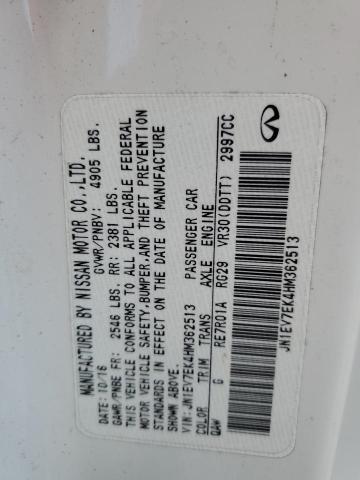 MANUFACTURED BY NISSAN MOTOR CO.,LTD.
GVWR/PNBV: 4905 LBS.
DATE: 10/16
GAWR/PNBE FR: 2546 LBS. RR: 2381 LBS.
THIS VEHICLE CONFORMS TO ALL APPLICABLE FEDERAL
MOTOR VEHICLE SAFETY,BUMPER,AND THEFT PREVENTION
STANDARDS IN EFFECT ON THE DATE OF MANUFACTURE
SHOWN ABOVE.
VIN:JN1EV7EK4HM362513 PASSENGER CAR
COLOR TRIM TRANS AXLE ENGINE
QAW G RE7R01A RG29 VR30(DDTT) 2997CC
JN1EV7EK4HM362513